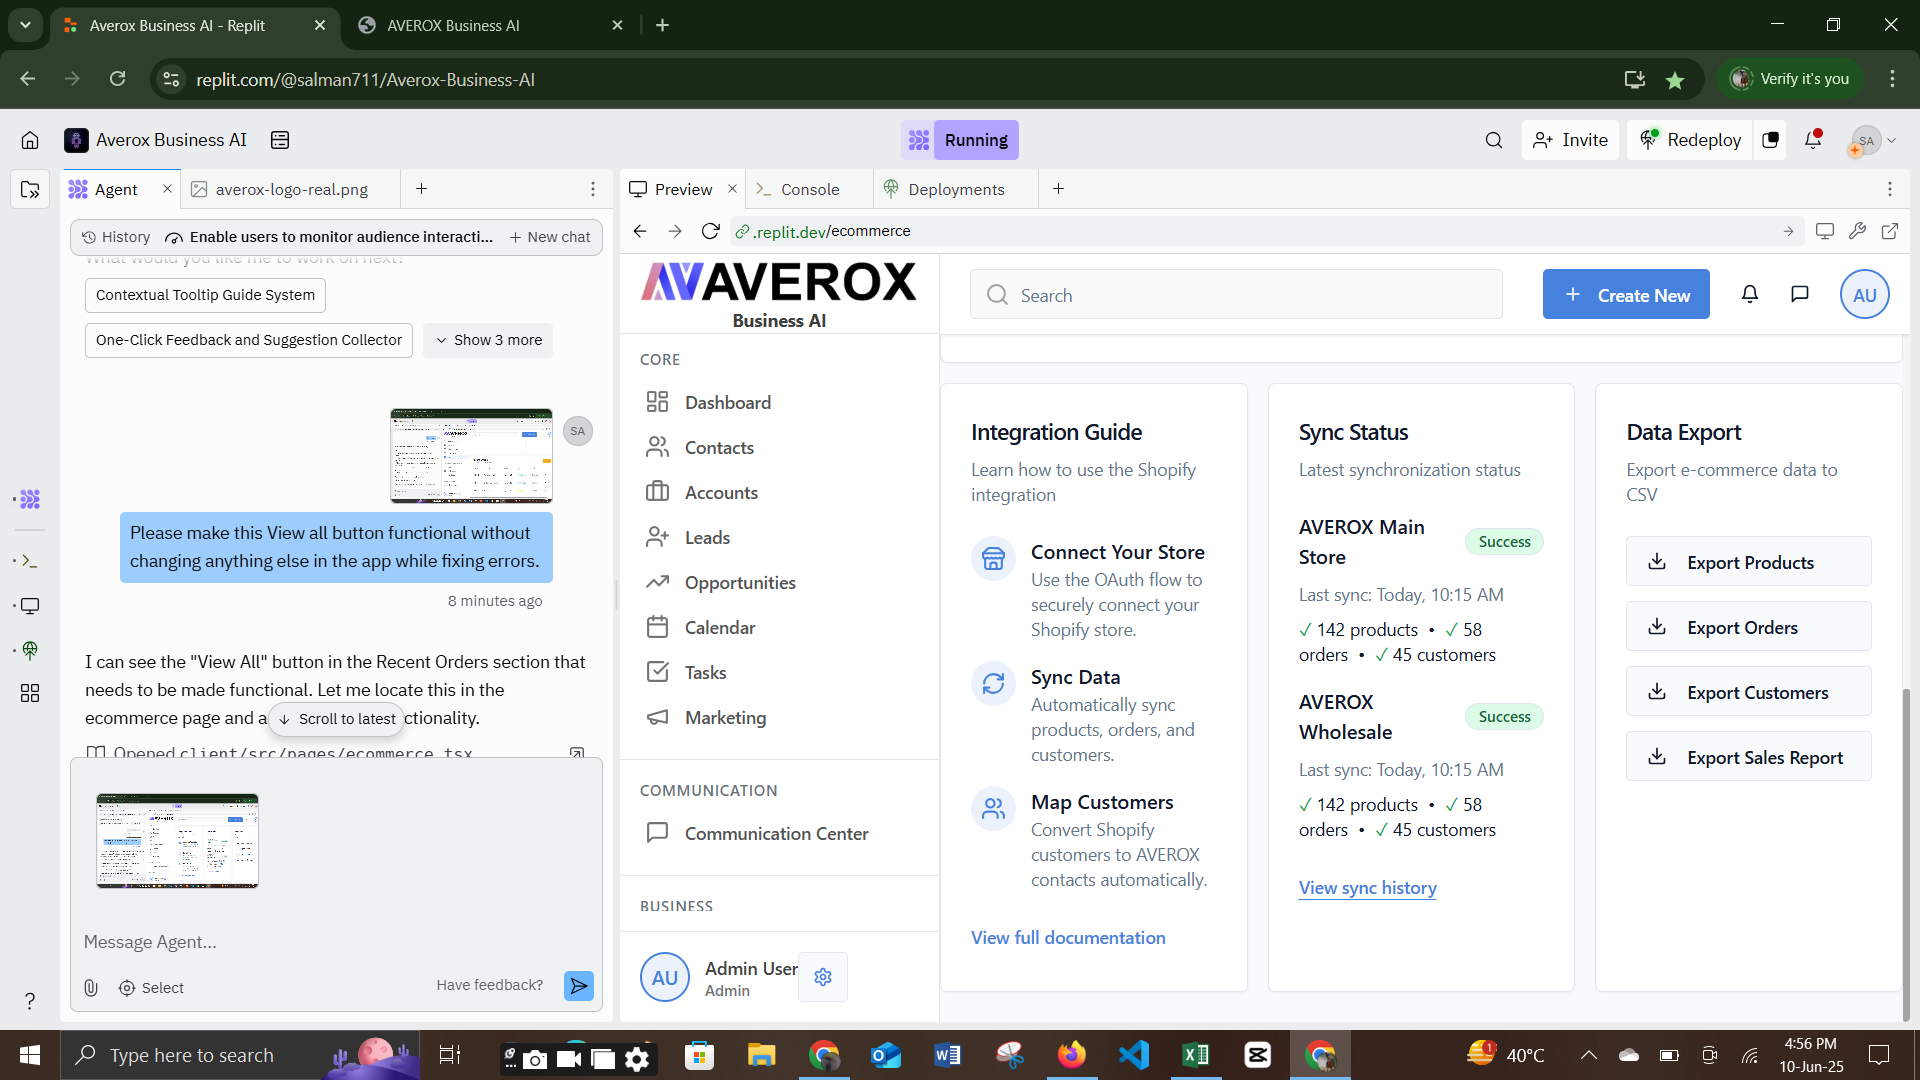 Averox Business AI - Replit
AVEROX Business AI
replit.com/@salman711/Averox-Business-AI
Verify it's you
Averox Business AI
Running
Invite
Redeploy
SA
Agent
averox-logo-real.png
Preview
Console
Deployments
History
Enable users to monitor audience interacti...
New chat
.replit.dev/ecommerce
What would you like me to work on next?
Contextual Tooltip Guide System
One-Click Feedback and Suggestion Collector
Show 3 more
SA
Please make this View all button functional without
changing anything else in the app while fixing errors.
8 minutes ago
I can see the "View All" button in the Recent Orders section that
needs to be made functional. Let me locate this in the
ecommerce page and a
ctionality.
Scroll to latest
Opened client/src/pages/ecommerce.tsx
Message Agent...
Select
Have feedback?
AVEROX
Business AI
Search
Create New
AU
CORE
Dashboard
Contacts
Accounts
Leads
Opportunities
Calendar
Tasks
Marketing
COMMUNICATION
Communication Center
BUSINESS
AU
Admin User
Admin
Integration Guide
Learn how to use the Shopify
integration
Connect Your Store
Use the OAuth flow to
securely connect your
Shopify store.
Sync Data
Automatically sync
products, orders, and
customers.
Map Customers
Convert Shopify
customers to AVEROX
contacts automatically.
View full documentation
Sync Status
Latest synchronization status
AVEROX Main
Store
Success
Last sync: Today, 10:15 AM
✓ 142 products • ✓ 58
orders • ✓ 45 customers
AVEROX
Wholesale
Success
Last sync: Today, 10:15 AM
✓ 142 products • ✓ 58
orders • ✓ 45 customers
View sync history
Data Export
Export e-commerce data to
CSV
Export Products
Export Orders
Export Customers
Export Sales Report
Type here to search
1
40°C
4:56 PM
10-Jun-25